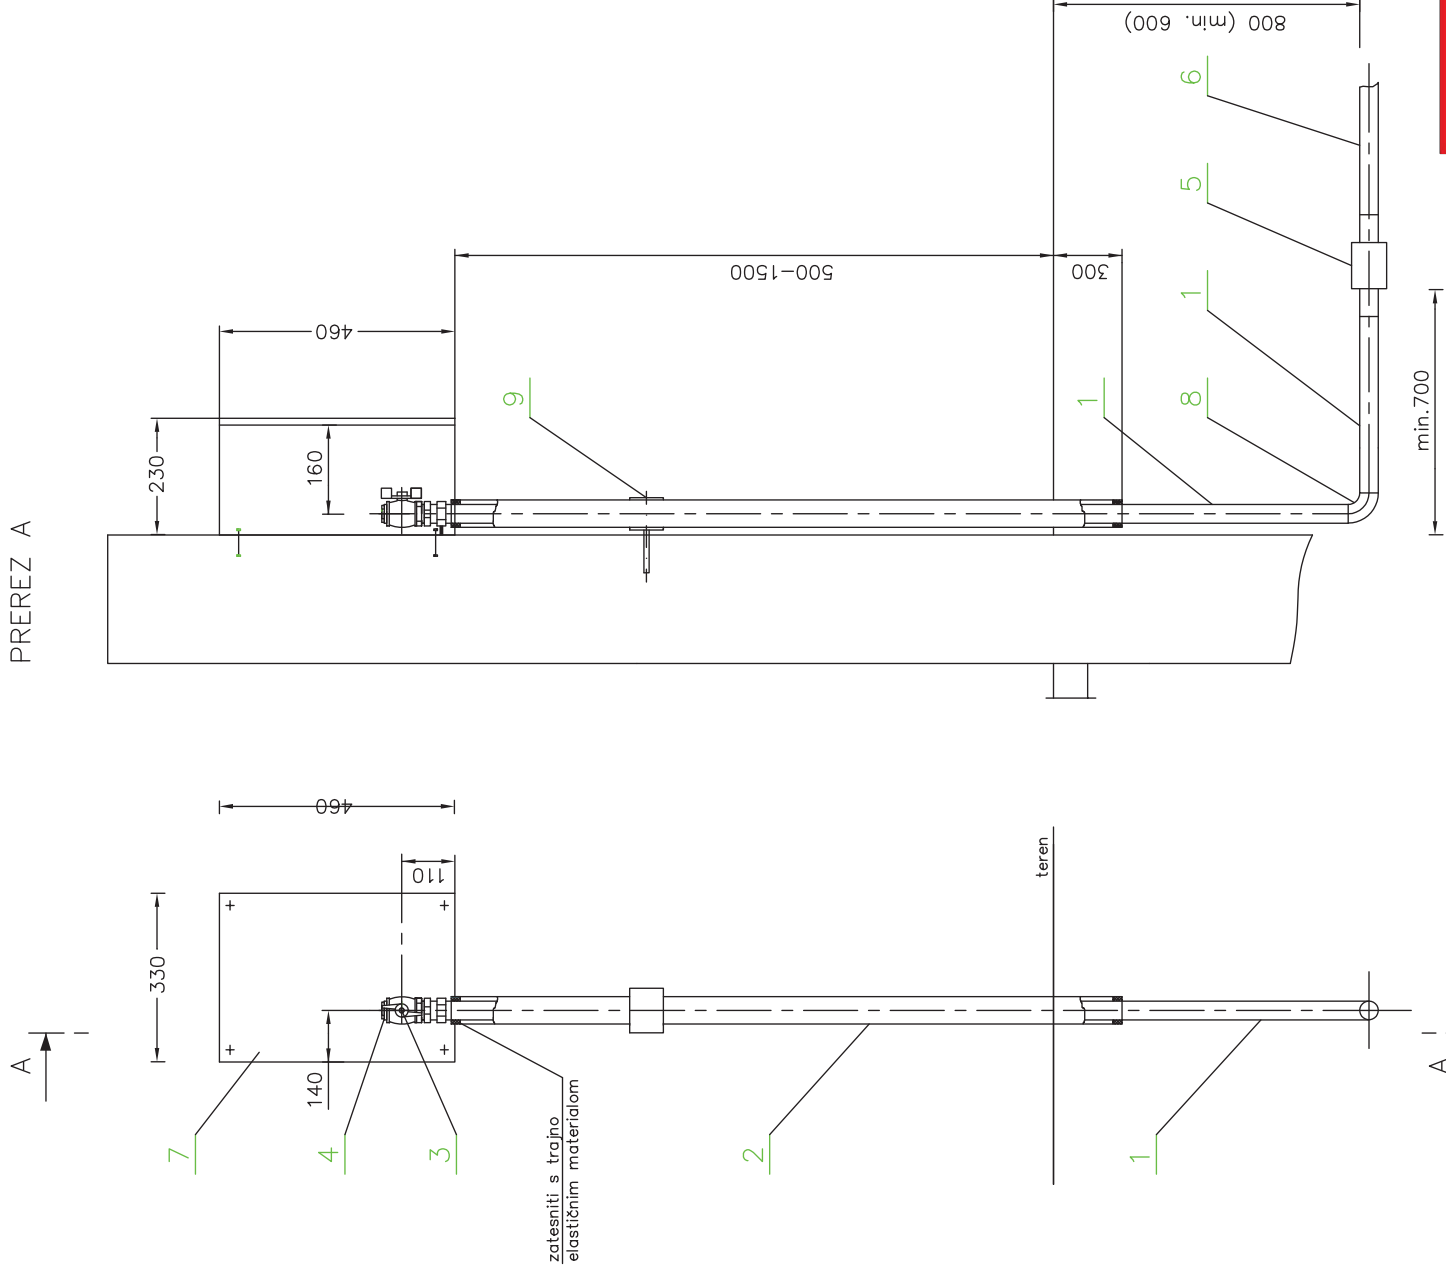 PREREZ A
800 (min. 600)
6
5
1
8
1
9
500-1500
300
460
230
160
min.700
460
110
330
140
A
A
teren
7
4
3
2
1
zatesniti s trajno
elastičnim materialom